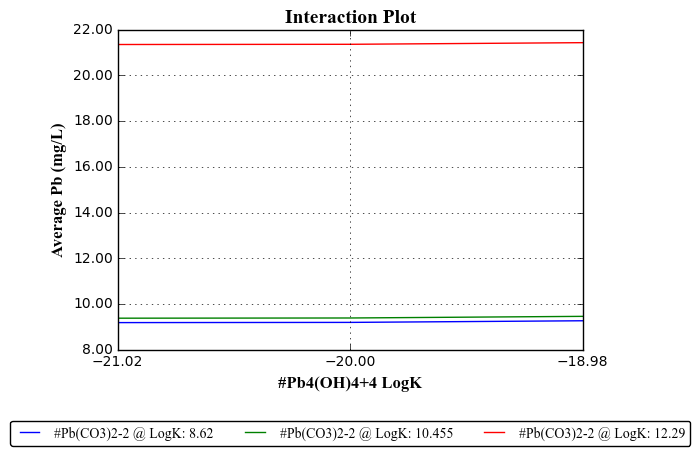 Interaction Plot
22.00
20.00
18.00
16.00
14.00
12.00
10.00
8.00
Average Pb (mg/L)
−21.02
−20.00
−18.98
#Pb4(OH)4+4 LogK
#Pb(CO3)2-2 @ LogK: 8.62
#Pb(CO3)2-2 @ LogK: 10.455
#Pb(CO3)2-2 @ LogK: 12.29